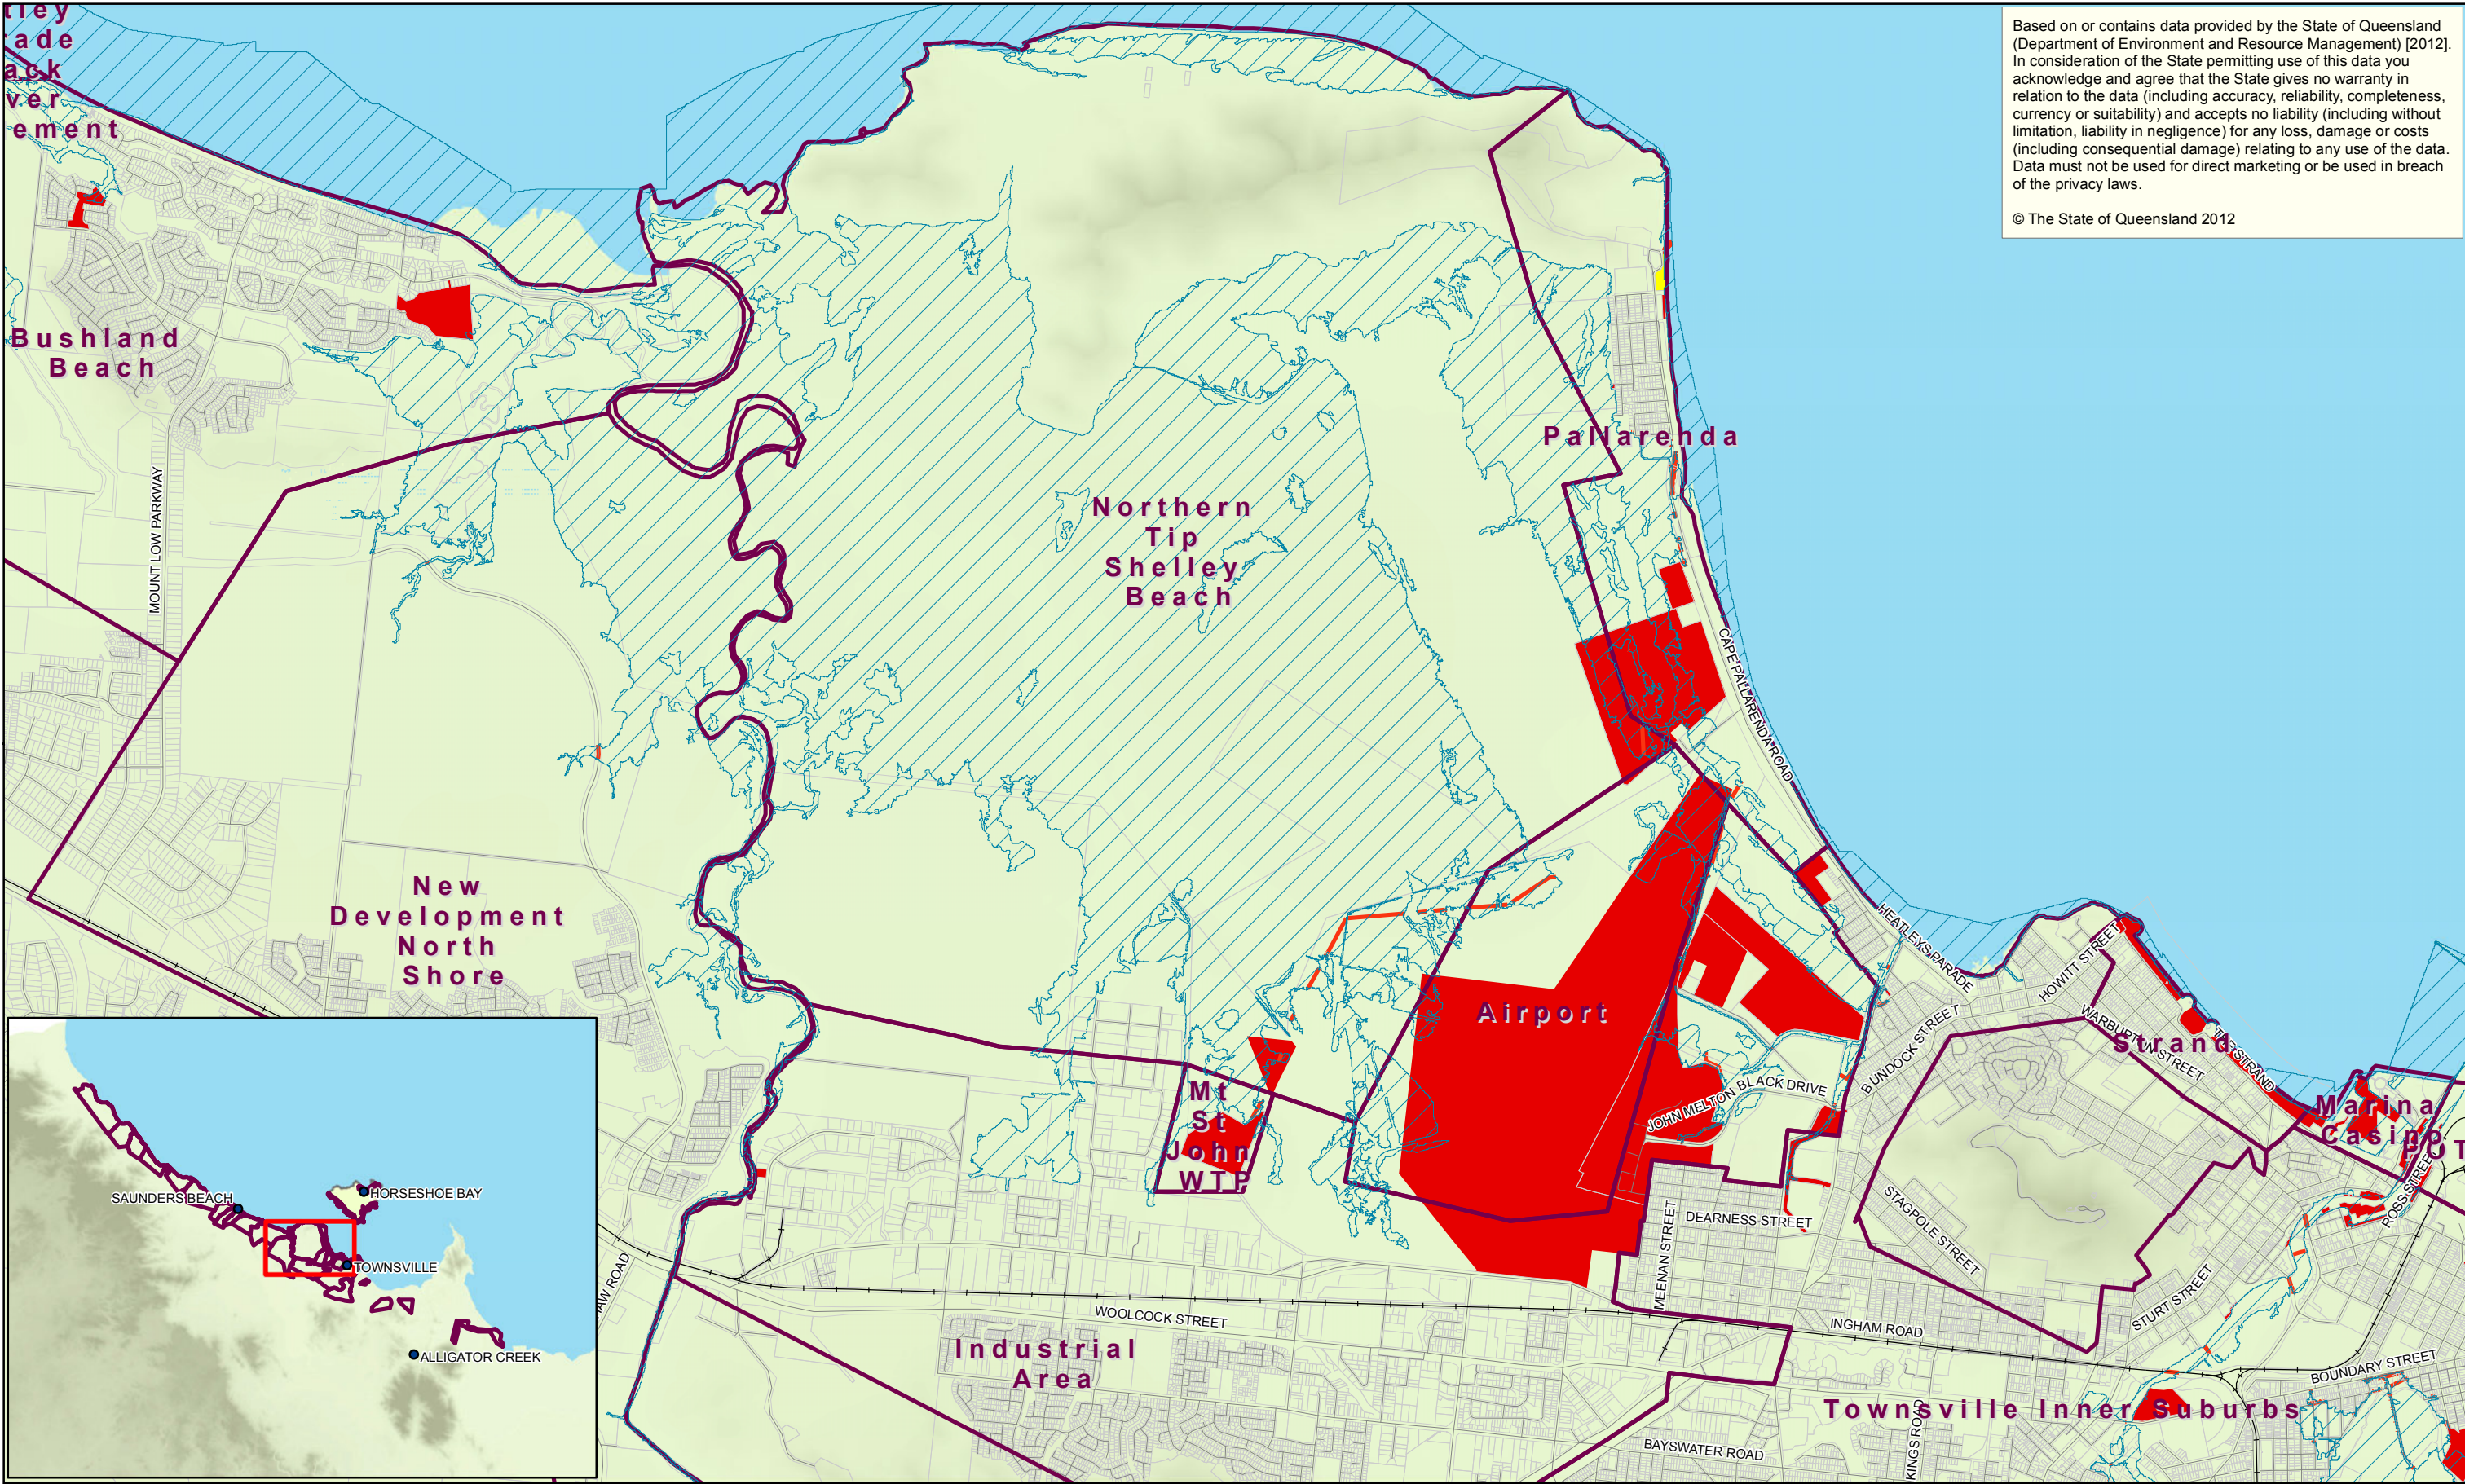 tley
rade
ack
ver
ement
Based on or contains data provided by the State of Queensland
(Department of Environment and Resource Management) [2012].
In consideration of the State permitting use of this data you
acknowledge and agree that the State gives no warranty in
relation to the data (including accuracy, reliability, completeness,
currency or suitability) and accepts no liability (including without
limitation, liability in negligence) for any loss, damage or costs
(including consequential damage) relating to any use of the data.
Data must not be used for direct marketing or be used in breach
of the privacy laws.
© The State of Queensland 2012
Bushland
Beach
MOUNT LOW PARKWAY
Pallarenda
Northern
Tip
Shelley
Beach
CAPE PALLARENDA ROAD
New
Development
North
Shore
HEATLEYS PARADE
HOWITT STREET
WARBURTON STREET
Strand
THE STRAND
BUNDOCK STREET
Airport
JOHN MELTON BLACK DRIVE
Mt
St
John
WTP
Marina
Casino
POT
ROSS STREET
STAGPOLE STREET
DEARNESS STREET
MEENAN STREET
STURT STREET
SAUNDERS BEACH
HORSESHOE BAY
TOWNSVILLE
ALLIGATOR CREEK
HAW ROAD
WOOLCOCK STREET
INGHAM ROAD
Industrial
Area
BOUNDARY STREET
Townsville Inner Suburbs
KINGS ROAD
BAYSWATER ROAD